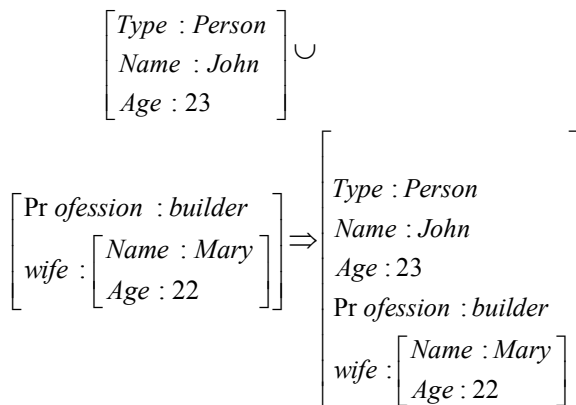 Type : Person
Name : John ∪
Age : 23
Pr ofession : builder
wife : [Name : Mary
Age : 22]
⇒
Type : Person
Name : John
Age : 23
Pr ofession : builder
wife : [Name : Mary
Age : 22]